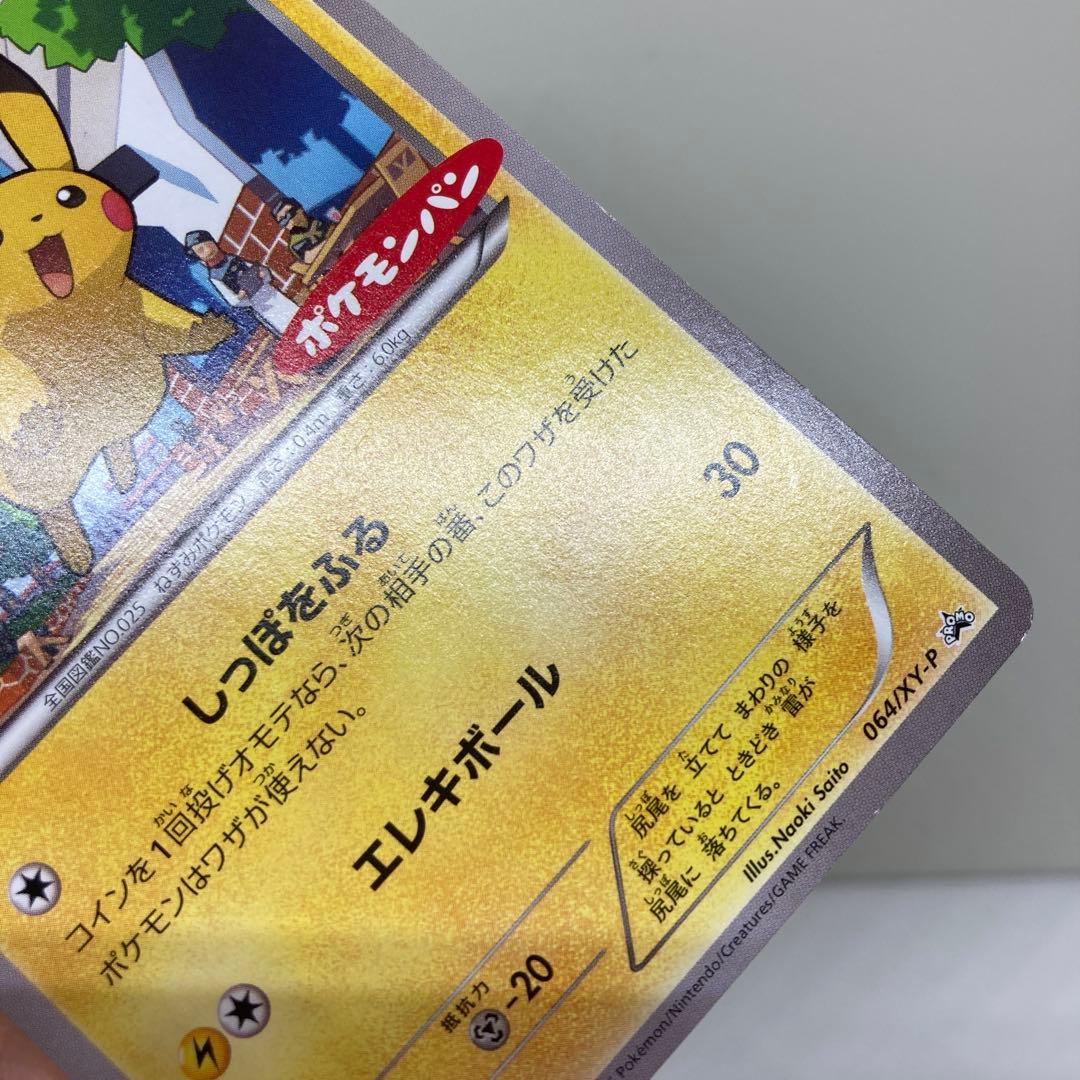 ポケモンパン
全国図鑑NO.025 ねずみポケモン 高さ:0.4m 重さ:6.0kg
しっぽをふる
コインを1回投げオモテなら、次の相手の番、このワザを受けた
ポケモンはワザが使えない。
エレキボール 30
抵抗力
-20
尻尾を 立てて まわりの 様子を
探っていると ときどき 雷が
尻尾に 落ちてくる。
064/XY-P PROMO
Illus.Naoki Saito
Pokémon/Nintendo/Creatures/GAME FREAK.